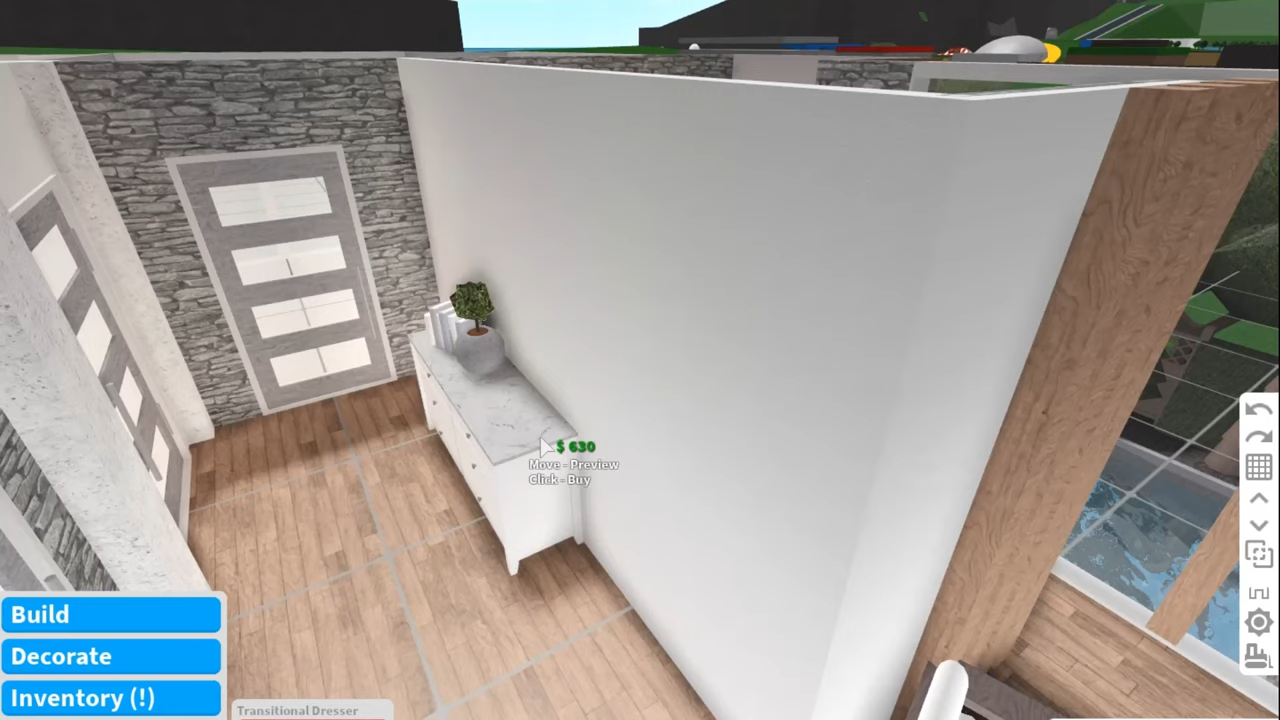 $ 630
Move - Preview
Click - Buy
Build
Decorate
Inventory (!)
Transitional Dresser